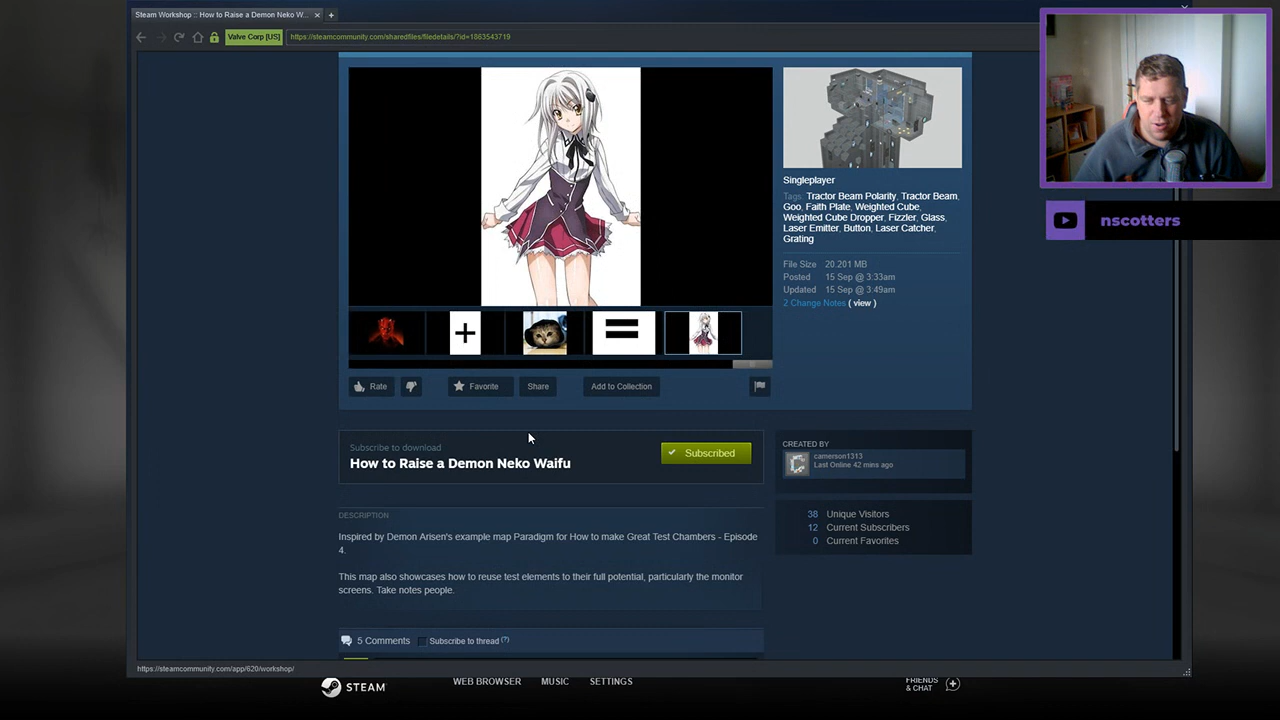 Steam Workshop :: How to Raise a Demon Neko W...
Valve Corp [US]
https://steamcommunity.com/sharedfiles/filedetails/?id=1863543719
Singleplayer
Tags: Tractor Beam Polarity, Tractor Beam,
Goo, Faith Plate, Weighted Cube,
Weighted Cube Dropper, Fizzler, Glass,
Laser Emitter, Button, Laser Catcher,
Grating
File Size 20.201 MB
Posted 15 Sep @ 3:33am
Updated 15 Sep @ 3:49am
2 Change Notes ( view )
nscotters
Rate
Favorite
Share
Add to Collection
Subscribe to download
How to Raise a Demon Neko Waifu
Subscribed
CREATED BY
camerson1313
Last Online 42 mins ago
38 Unique Visitors
12 Current Subscribers
0 Current Favorites
DESCRIPTION
Inspired by Demon Arisen's example map Paradigm for How to make Great Test Chambers - Episode
4.
This map also showcases how to reuse test elements to their full potential, particularly the monitor
screens. Take notes people.
5 Comments
Subscribe to thread (?)
https://steamcommunity.com/app/620/workshop/
STEAM
WEB BROWSER
MUSIC
SETTINGS
FRIENDS
& CHAT